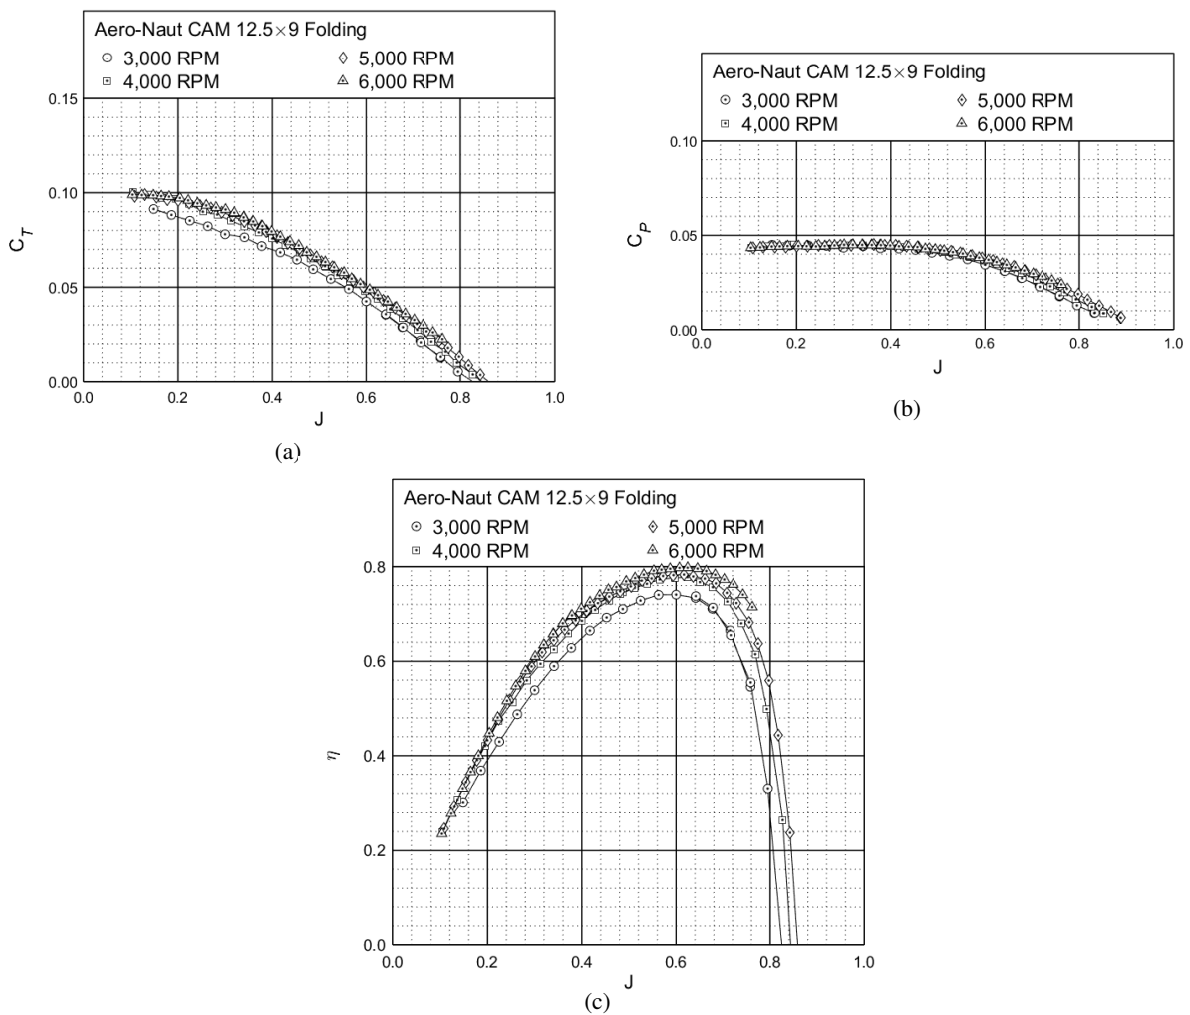 Aero-Naut CAM 12.5×9 Folding
3,000 RPM 5,000 RPM
4,000 RPM 6,000 RPM
0.15
0.10
0.05
0.00
C_T
0.0 0.2 0.4 0.6 0.8 1.0
J
(a)
Aero-Naut CAM 12.5×9 Folding
3,000 RPM 5,000 RPM
4,000 RPM 6,000 RPM
0.10
0.05
0.00
C_P
0.0 0.2 0.4 0.6 0.8 1.0
J
(b)
Aero-Naut CAM 12.5×9 Folding
3,000 RPM 5,000 RPM
4,000 RPM 6,000 RPM
0.8
0.6
0.4
0.2
0.0
η
0.0 0.2 0.4 0.6 0.8 1.0
J
(c)